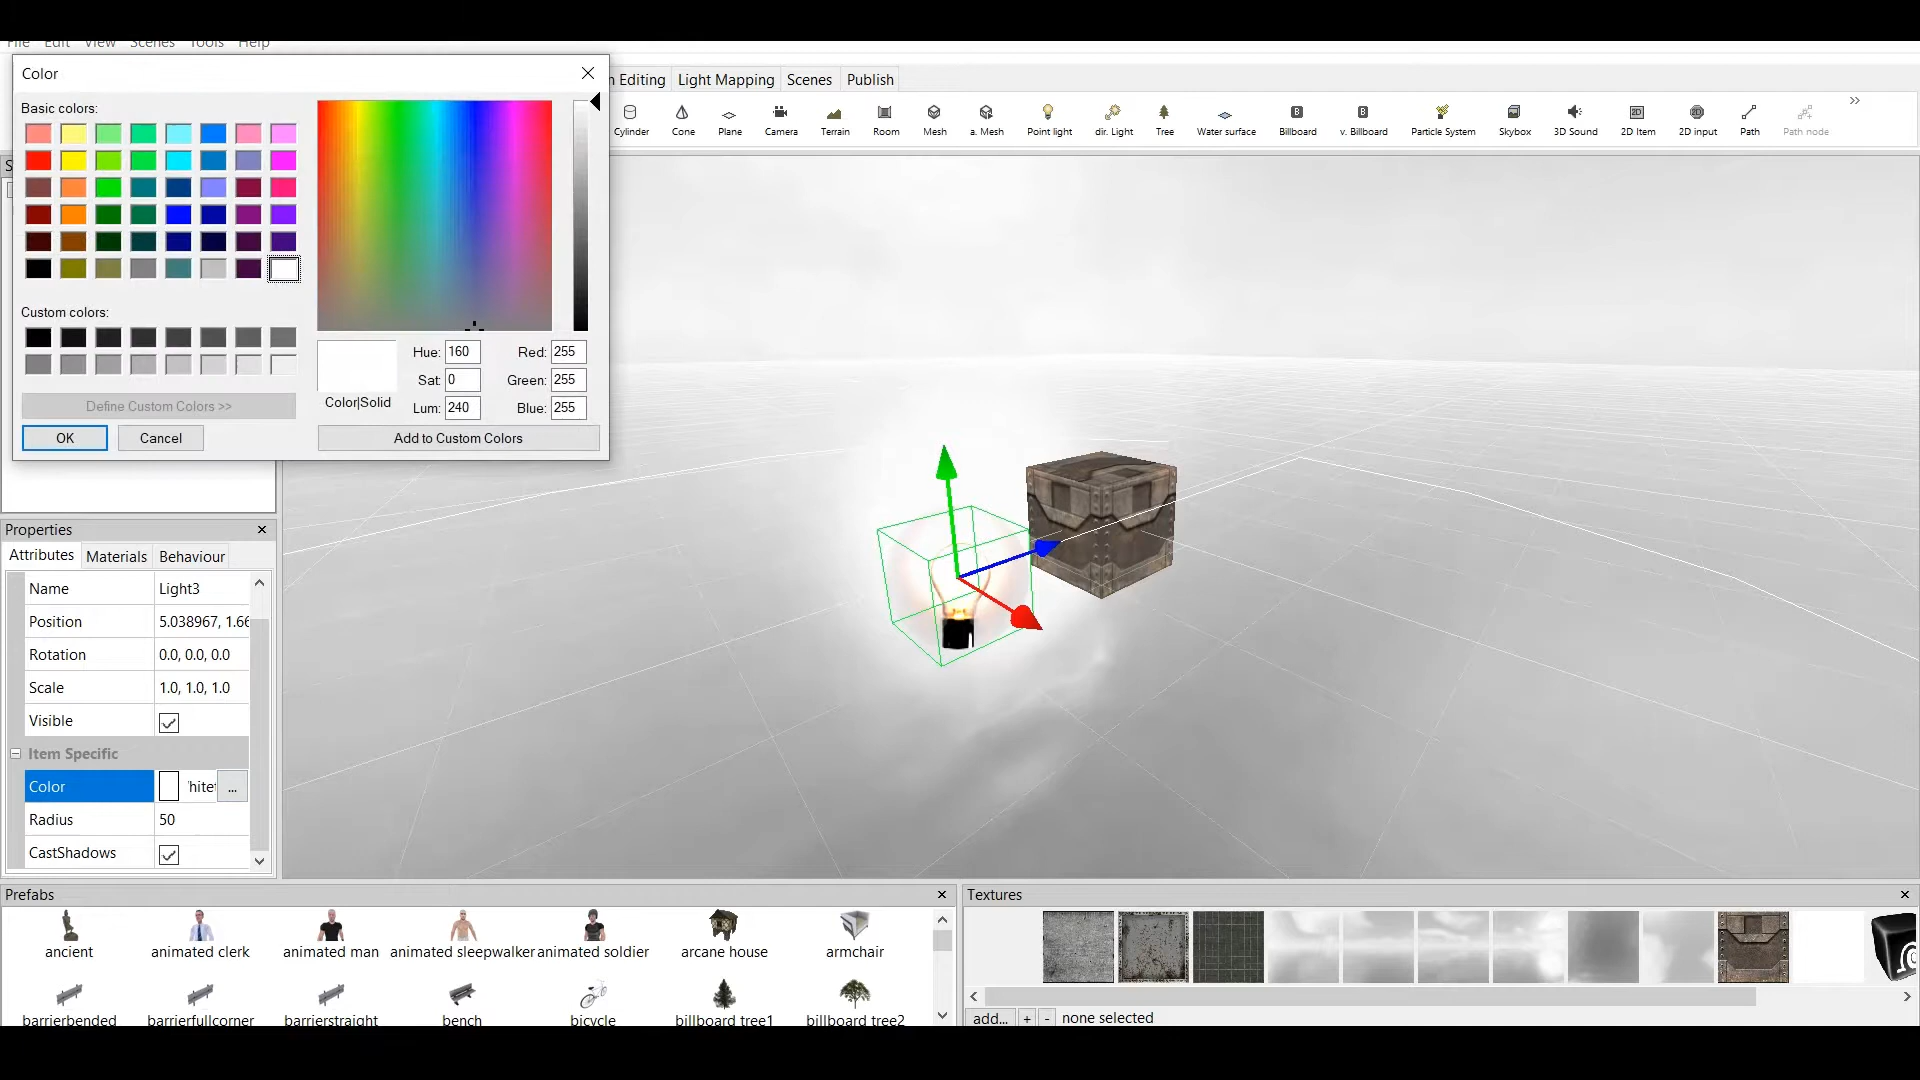 File Edit View Scenes Tools Help
Color
Editing Light Mapping Scenes Publish
Cylinder Cone Plane Camera Terrain Room Mesh a. Mesh Point light dir. Light Tree Water surface Billboard v. Billboard Particle System Skybox 3D Sound 2D Item 2D input Path Path node
Basic colors:
Custom colors:
Define Custom Colors >>
OK Cancel
Color|Solid
Hue: 160 Red: 255
Sat: 0 Green: 255
Lum: 240 Blue: 255
Add to Custom Colors
Properties
Attributes Materials Behaviour
Name Light3
Position 5.038967, 1.66
Rotation 0.0, 0.0, 0.0
Scale 1.0, 1.0, 1.0
Visible
Item Specific
Color hite ...
Radius 50
CastShadows
Prefabs
ancient animated clerk animated man animated sleepwalker animated soldier arcane house armchair
barrierbended barrierfullcorner barrierstraight bench bicycle billboard tree1 billboard tree2
Textures
add... + - none selected